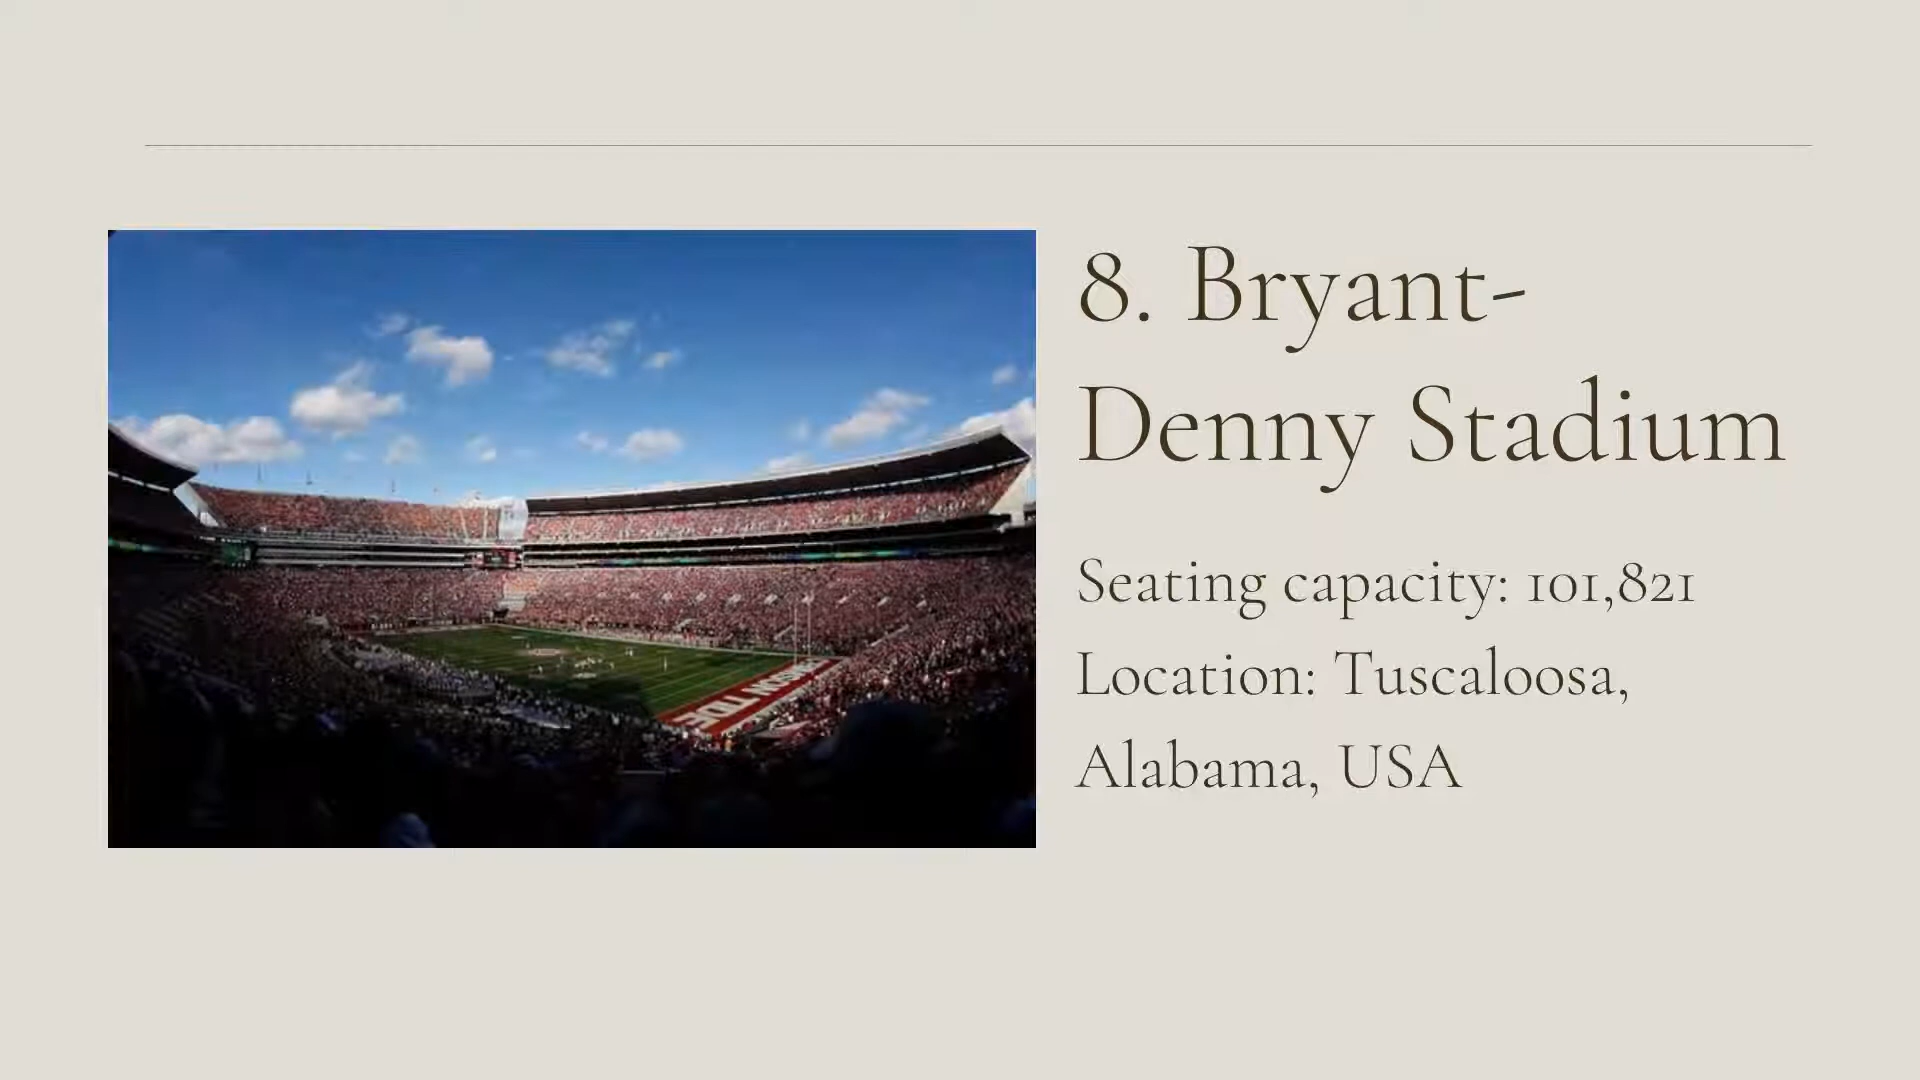 8. Bryant-
Denny Stadium
Seating capacity: 101,821
Location: Tuscaloosa,
Alabama, USA